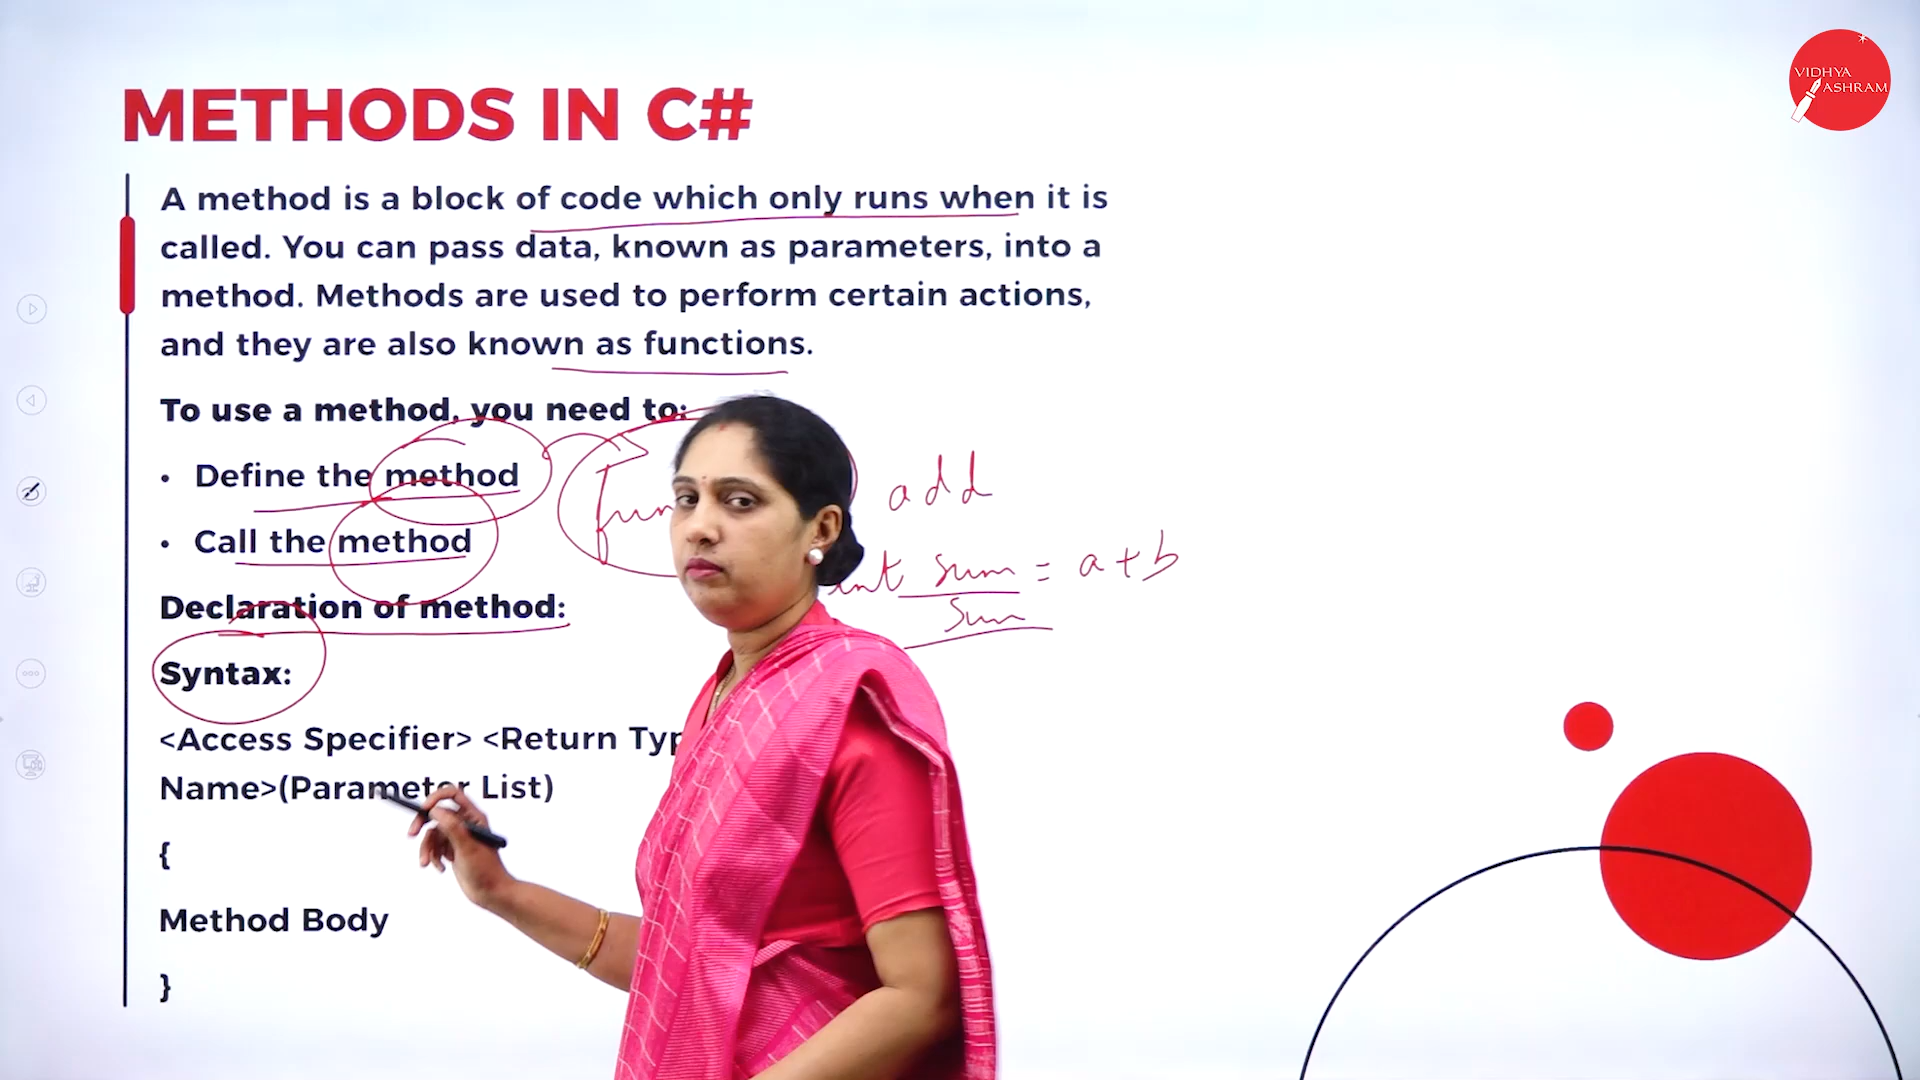 VIDHYA
ASHRAM
METHODS IN C#
A method is a block of code which only runs when it is
called. You can pass data, known as parameters, into a
method. Methods are used to perform certain actions,
and they are also known as functions.
To use a method, you need to:
• Define the method
• Call the method
add
int sum = a+b
Sum
Declaration of method:
Syntax:
<Access Specifier> <Return Typ
Name>(Parameter List)
{
Method Body
}